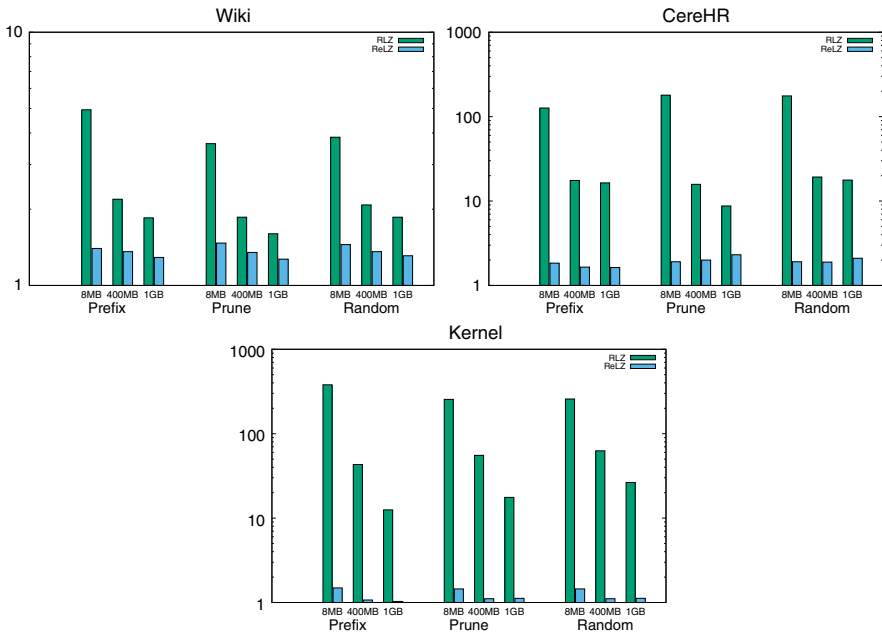 Wiki
10
1
RLZ
ReLZ
8MB 400MB 1GB 8MB 400MB 1GB 8MB 400MB 1GB
Prefix Prune Random
CereHR
1000
100
10
1
RLZ
ReLZ
8MB 400MB 1GB 8MB 400MB 1GB 8MB 400MB 1GB
Prefix Prune Random
Kernel
1000
100
10
1
RLZ
ReLZ
8MB 400MB 1GB 8MB 400MB 1GB 8MB 400MB 1GB
Prefix Prune Random